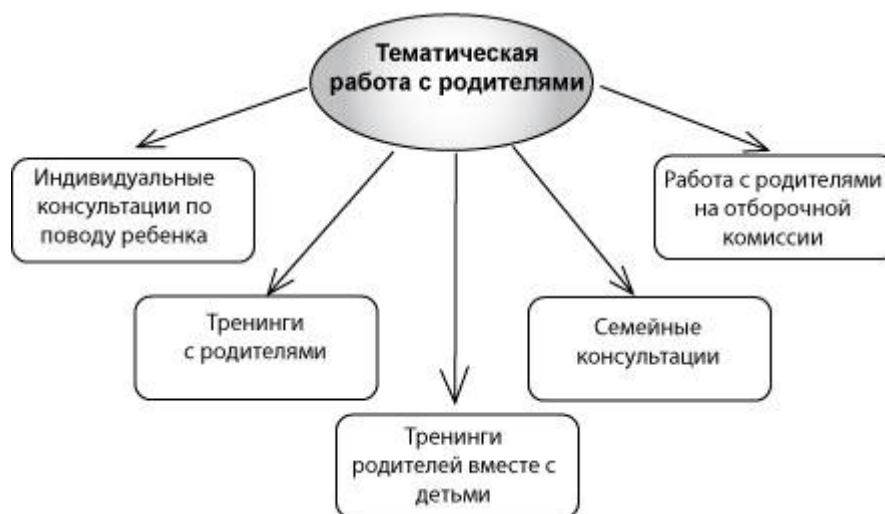 Тематическая
работа с родителями
Индивидуальные
консультации по
поводу ребенка
Работа с родителями
на отборочной
комиссии
Тренинги
с родителями
Семейные
консультации
Тренинги
родителей вместе с
детьми